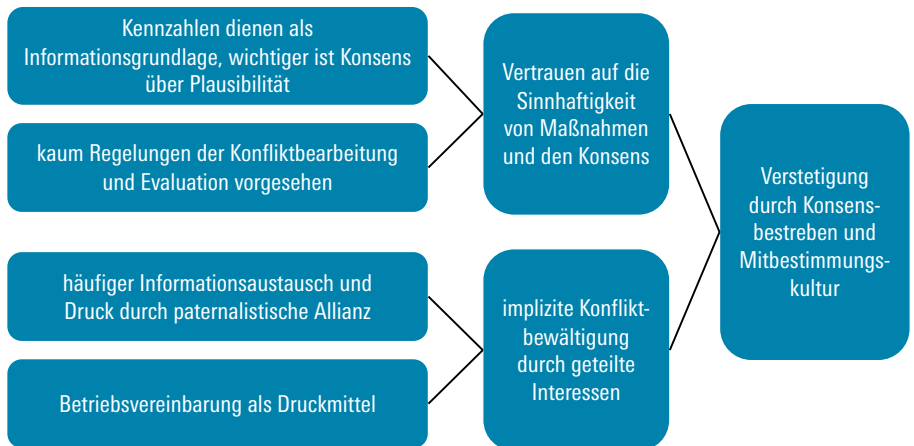 Kennzahlen dienen als
Informationsgrundlage, wichtiger ist Konsens
über Plausibilität
kaum Regelungen der Konfliktbearbeitung
und Evaluation vorgesehen
häufiger Informationsaustausch und
Druck durch paternalistische Allianz
Betriebsvereinbarung als Druckmittel
Vertrauen auf die
Sinnhaftigkeit
von Maßnahmen
und den Konsens
implizite Konflikt-
bewältigung
durch geteilte
Interessen
Verstetigung
durch Konsens-
bestreben und
Mitbestimmungs-
kultur